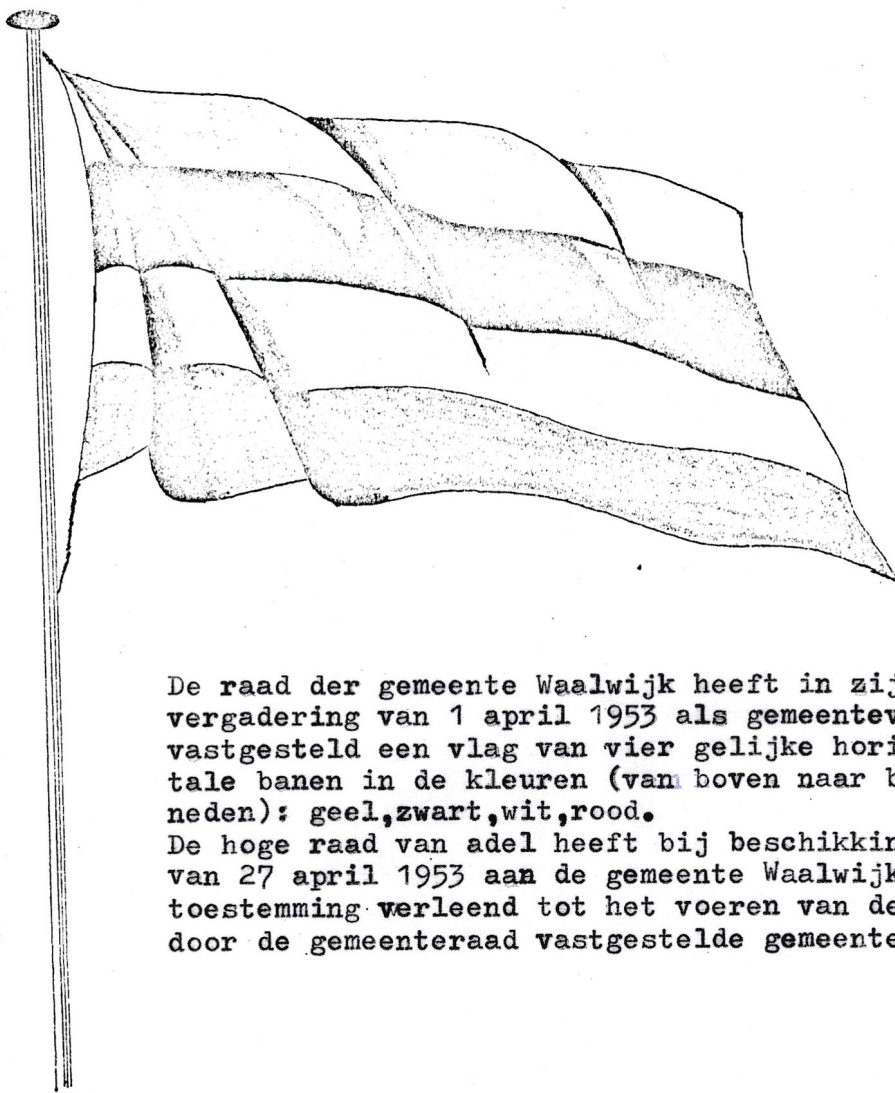 De raad der gemeente Waalwijk heeft in zij
vergadering van 1 april 1953 als gemeentev
vastgesteld een vlag van vier gelijke hori
tale banen in de kleuren (van boven naar b
neden): geel,zwart,wit,rood.
De hoge raad van adel heeft bij beschikkin
van 27 april 1953 aan de gemeente Waalwijk
toestemming verleend tot het voeren van de
door de gemeenteraad vastgestelde gemeente